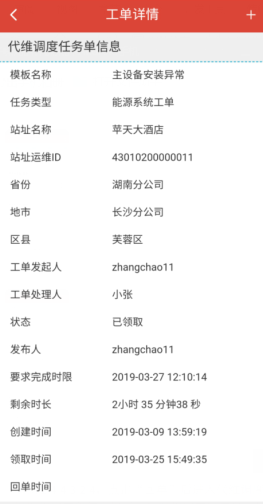 工单详情
代维调度任务单信息
模板名称 主设备安装异常
任务类型 能源系统工单
站址名称 苹天大酒店
站址运维ID 43010200000011
省份 湖南分公司
地市 长沙分公司
区县 芙蓉区
工单发起人 zhangchao11
工单处理人 小张
状态 已领取
发布人 zhangchao11
要求完成时限 2019-03-27 12:10:14
剩余时长 2小时 35 分钟38 秒
创建时间 2019-03-09 13:59:19
领取时间 2019-03-25 15:49:35
回单时间